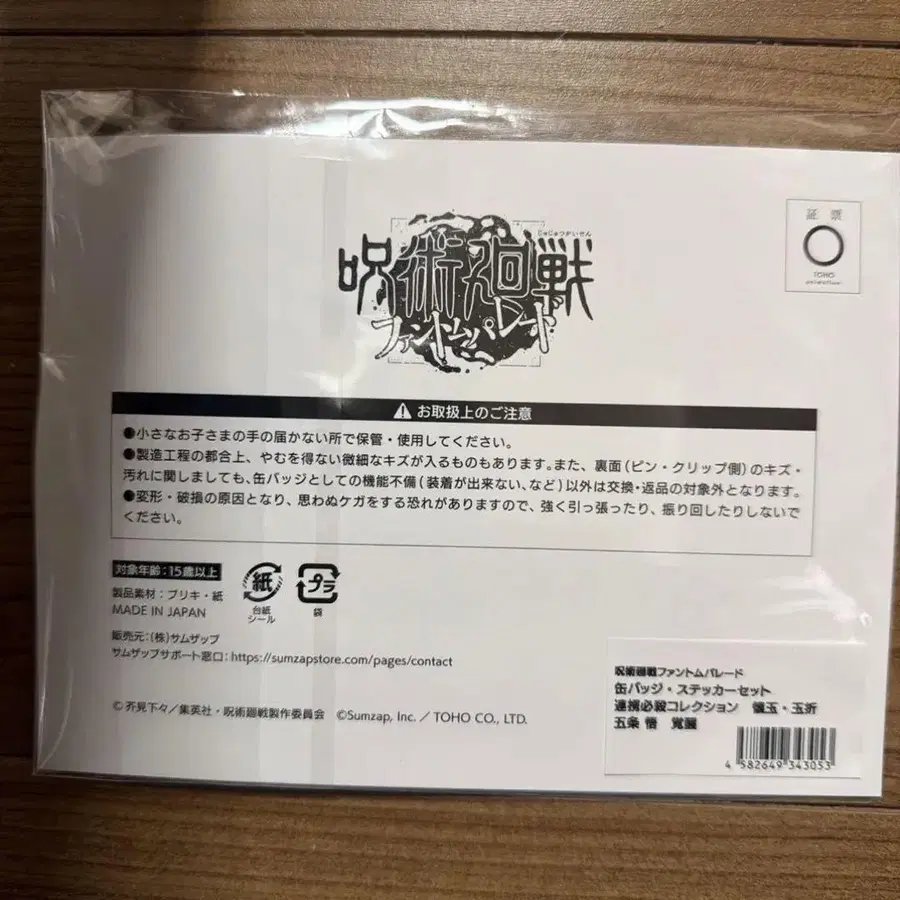 証票
TOHO
じゅじゅつかいせん
呪術廻戦
ファントムパレード
お取扱上のご注意
●小さなお子さまの手の届かない所で保管・使用してください。
●製造工程の都合上、やむを得ない微細なキズが入るものもあります。また、裏面(ピン・クリップ側)のキズ・
汚れに関しましても、缶バッジとしての機能不備(装着が出来ない、など)以外は交換・返品の対象外となります。
●変形・破損の原因となり、思わぬケガをする恐れがありますので、強く引っ張ったり、振り回したりしないで
ください。
対象年齢:15歳以上
製品素材:ブリキ・紙
MADE IN JAPAN
紙
台紙
シール
プラ
袋
販売元:(株)サムザップ
サムザップサポート窓口:https://sumzapstore.com/pages/contact
©芥見下々/集英社・呪術廻戦製作委員会 ©Sumzap, Inc./TOHO CO., LTD.
呪術廻戦ファントムパレード
缶バッジ・ステッカーセット
連携必殺コレクション 懐玉・玉折
五条 悟 覚醒
4 582649 343053